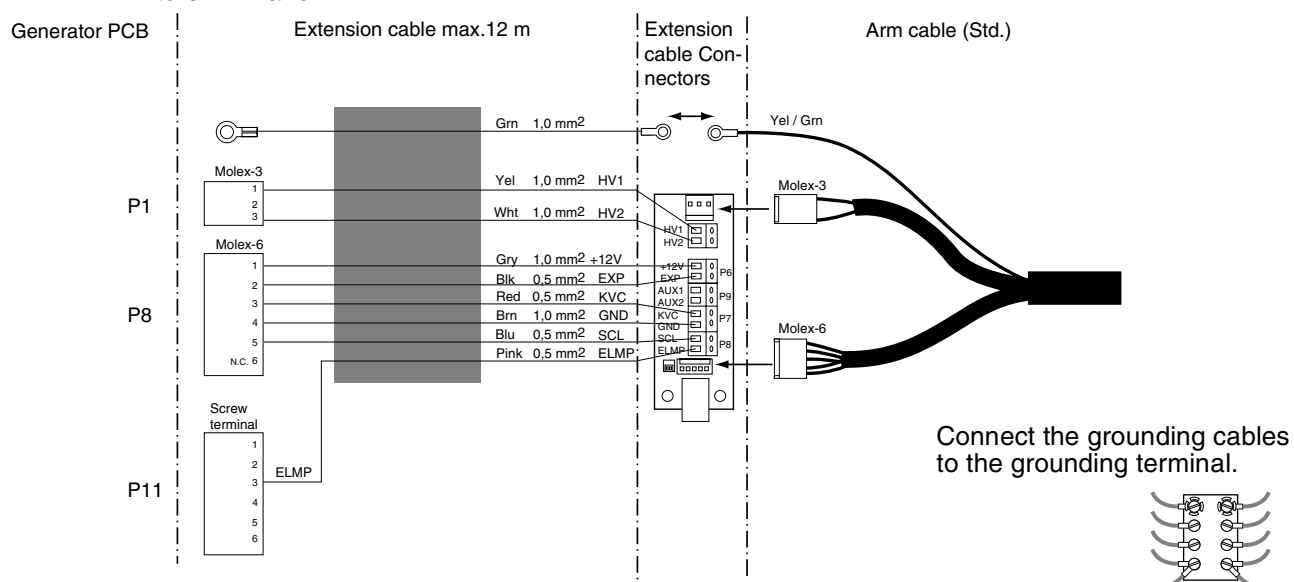 Generator PCB
Extension cable max.12 m
Extension
cable Con-
nectors
Arm cable (Std.)
Grn 1,0 mm2
Yel / Grn
Molex-3
1
2
3
P1
Yel 1,0 mm2 HV1
Wht 1,0 mm2 HV2
Molex-6
1
2
3
4
5
N.C. 6
P8
Gry 1,0 mm2 +12V
Blk 0,5 mm2 EXP
Red 0,5 mm2 KVC
Brn 1,0 mm2 GND
Blu 0,5 mm2 SCL
Pink 0,5 mm2 ELMP
HV1
HV2
+12V
EXP
P6
AUX1
AUX2
P9
KVC
GND
P7
SCL
ELMP
P8
Molex-3
Molex-6
Screw
terminal
1
2
3
4
5
6
ELMP
P11
Connect the grounding cables
to the grounding terminal.